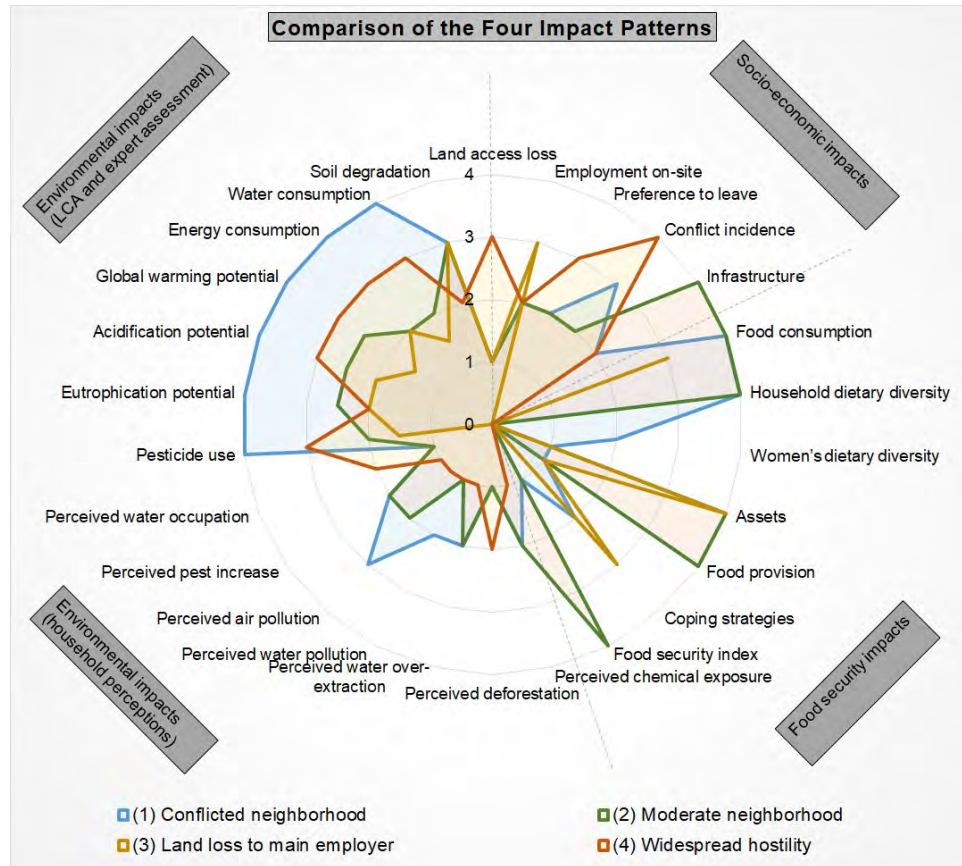 Comparison of the Four Impact Patterns
Environmental impacts
(LCA and expert assessment)
Socio-economic impacts
Land access loss
Soil degradation
Employment on-site
Water consumption
Preference to leave
Energy consumption
Conflict incidence
Global warming potential
Infrastructure
Acidification potential
Food consumption
Eutrophication potential
Household dietary diversity
Pesticide use
Women's dietary diversity
Perceived water occupation
Assets
Perceived pest increase
Food provision
Perceived air pollution
Coping strategies
Perceived water pollution
Food security index
Perceived water over-
extraction
Perceived chemical exposure
Perceived deforestation
4
3
2
1
0
Environmental impacts
(household perceptions)
Food security impacts
(1) Conflicted neighborhood
(2) Moderate neighborhood
(3) Land loss to main employer
(4) Widespread hostility